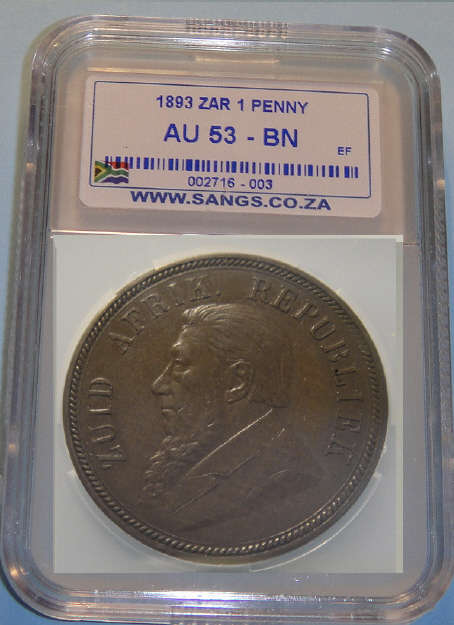 1893 ZAR 1 PENNY
AU 53 - BN
EF
002716 - 003
WWW.SANGS.CO.ZA
ZUID AFRIK. REPUBLIEK